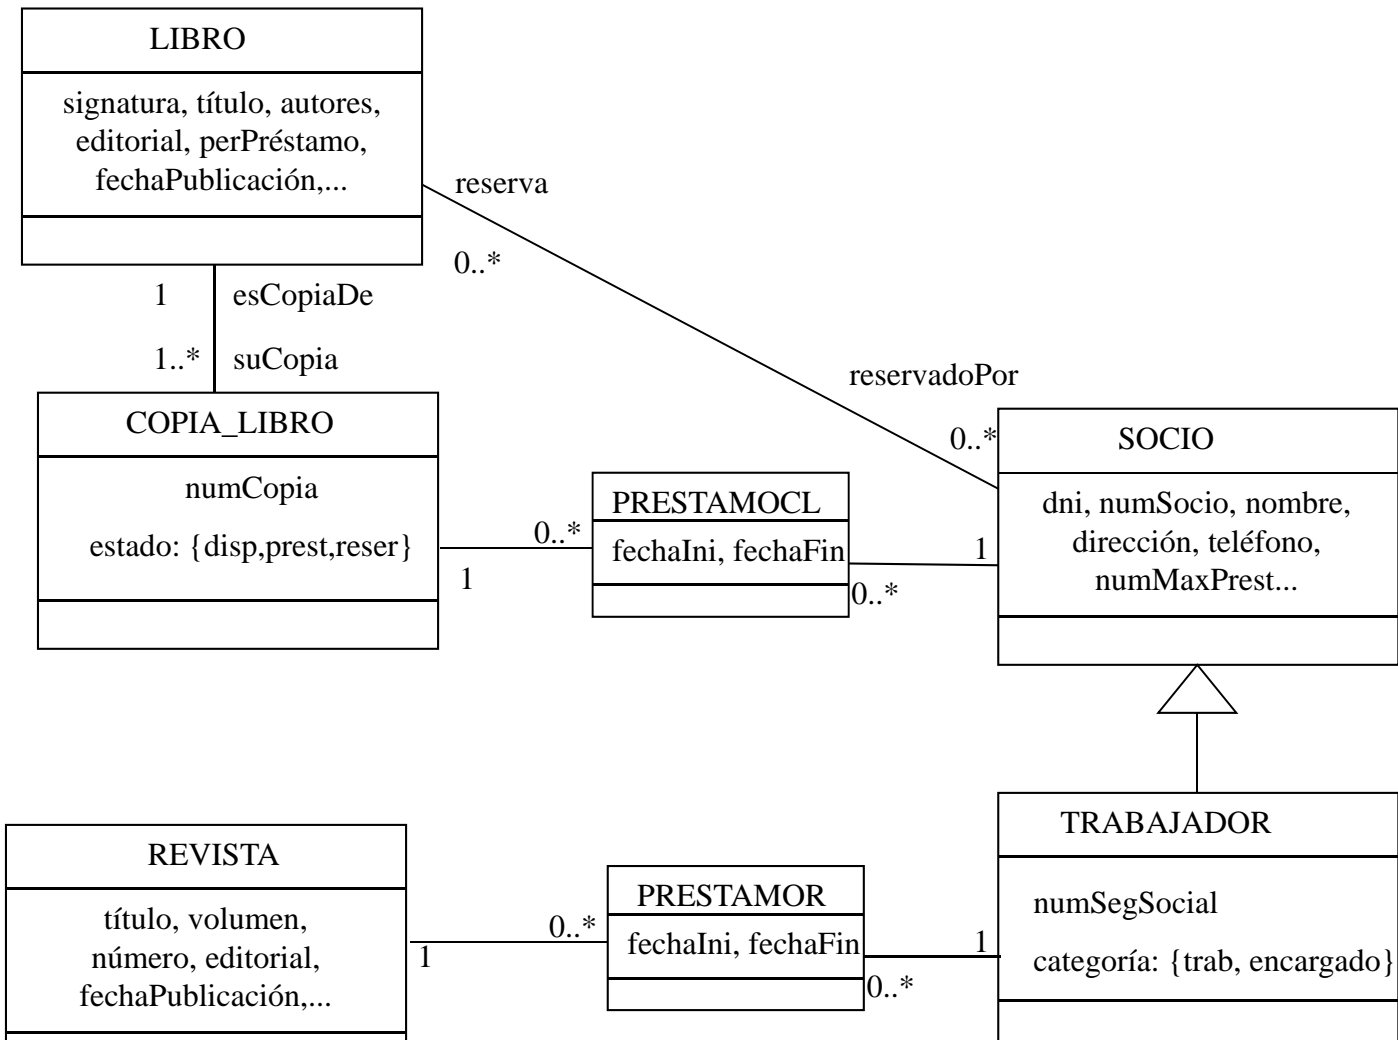 LIBRO
signatura, título, autores,
editorial, perPréstamo,
fechaPublicación,...
reserva
0..*
1
esCopiaDe
1..*
suCopia
reservadoPor
0..*
COPIA_LIBRO
numCopia
estado: {disp,prest,reser}
1
0..*
PRESTAMOCL
fechaIni, fechaFin
0..*
1
SOCIO
dni, numSocio, nombre,
dirección, teléfono,
numMaxPrest...
REVISTA
título, volumen,
número, editorial,
fechaPublicación,...
1
0..*
PRESTAMOR
fechaIni, fechaFin
0..*
1
TRABAJADOR
numSegSocial
categoría: {trab, encargado}